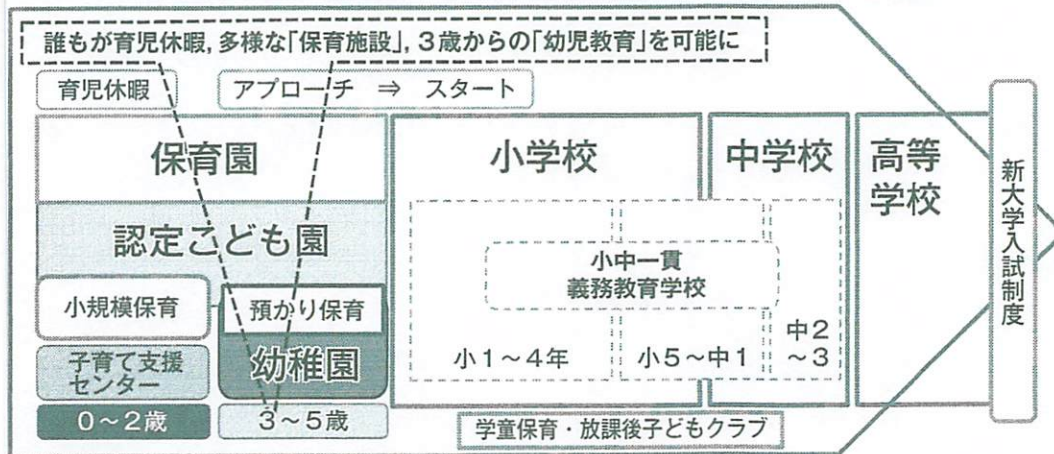 誰もが育児休暇，多様な「保育施設」，3歳からの「幼児教育」を可能に
育児休暇
アプローチ ⇒ スタート
保育園
認定こども園
小規模保育
預かり保育
子育て支援
センター
幼稚園
0～2歳
3～5歳
小学校
中学校
高等
学校
小中一貫
義務教育学校
小1～4年
小5～中1
中2
～3
学童保育・放課後子どもクラブ
新大学入試制度